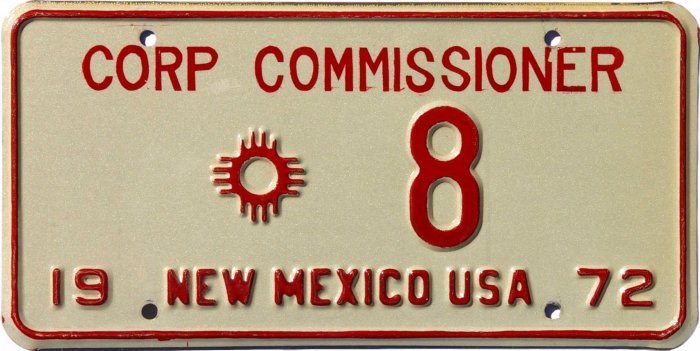 CORP COMMISSIONER
8
19 NEW MEXICO USA 72